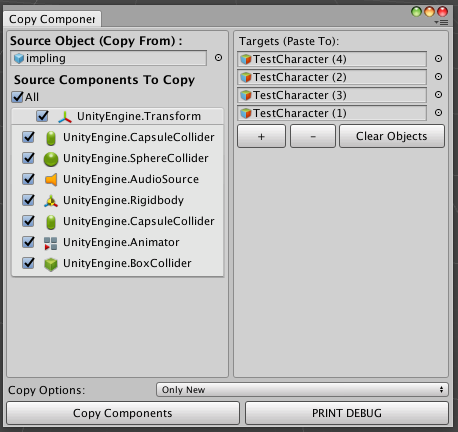 Copy Componer
Source Object (Copy From) :
impling
Source Components To Copy
All
UnityEngine.Transform
UnityEngine.CapsuleCollider
UnityEngine.SphereCollider
UnityEngine.AudioSource
UnityEngine.Rigidbody
UnityEngine.CapsuleCollider
UnityEngine.Animator
UnityEngine.BoxCollider
Targets (Paste To):
TestCharacter (4)
TestCharacter (2)
TestCharacter (3)
TestCharacter (1)
+ - Clear Objects
Copy Options: Only New
Copy Components PRINT DEBUG